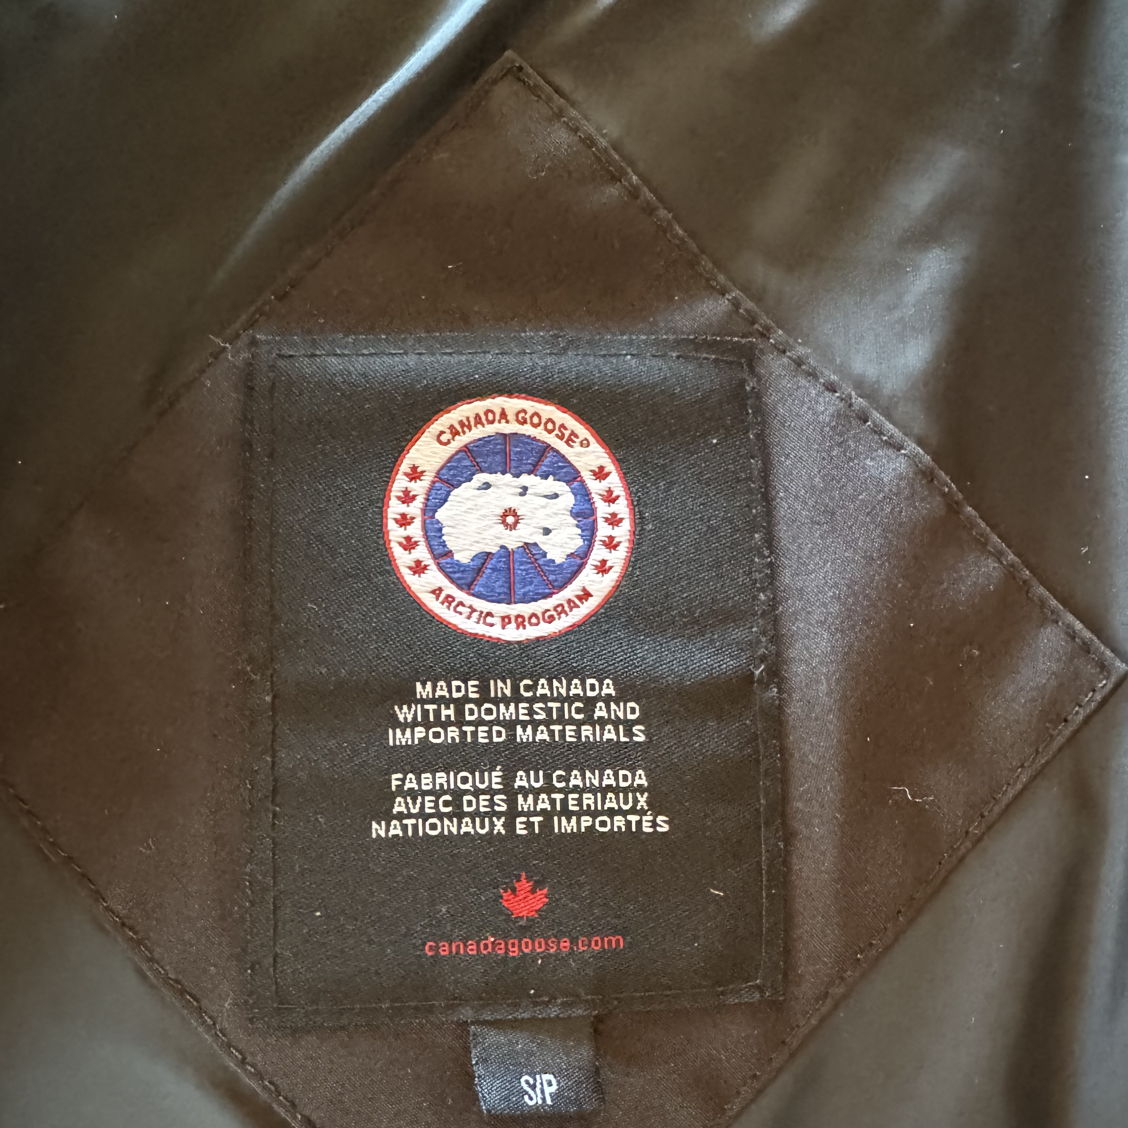 CANADA GOOSE®
ARCTIC PROGRAM
MADE IN CANADA
WITH DOMESTIC AND
IMPORTED MATERIALS
FABRIQUÉ AU CANADA
AVEC DES MATERIAUX
NATIONAUX ET IMPORTÉS
canadagoose.com
S/P